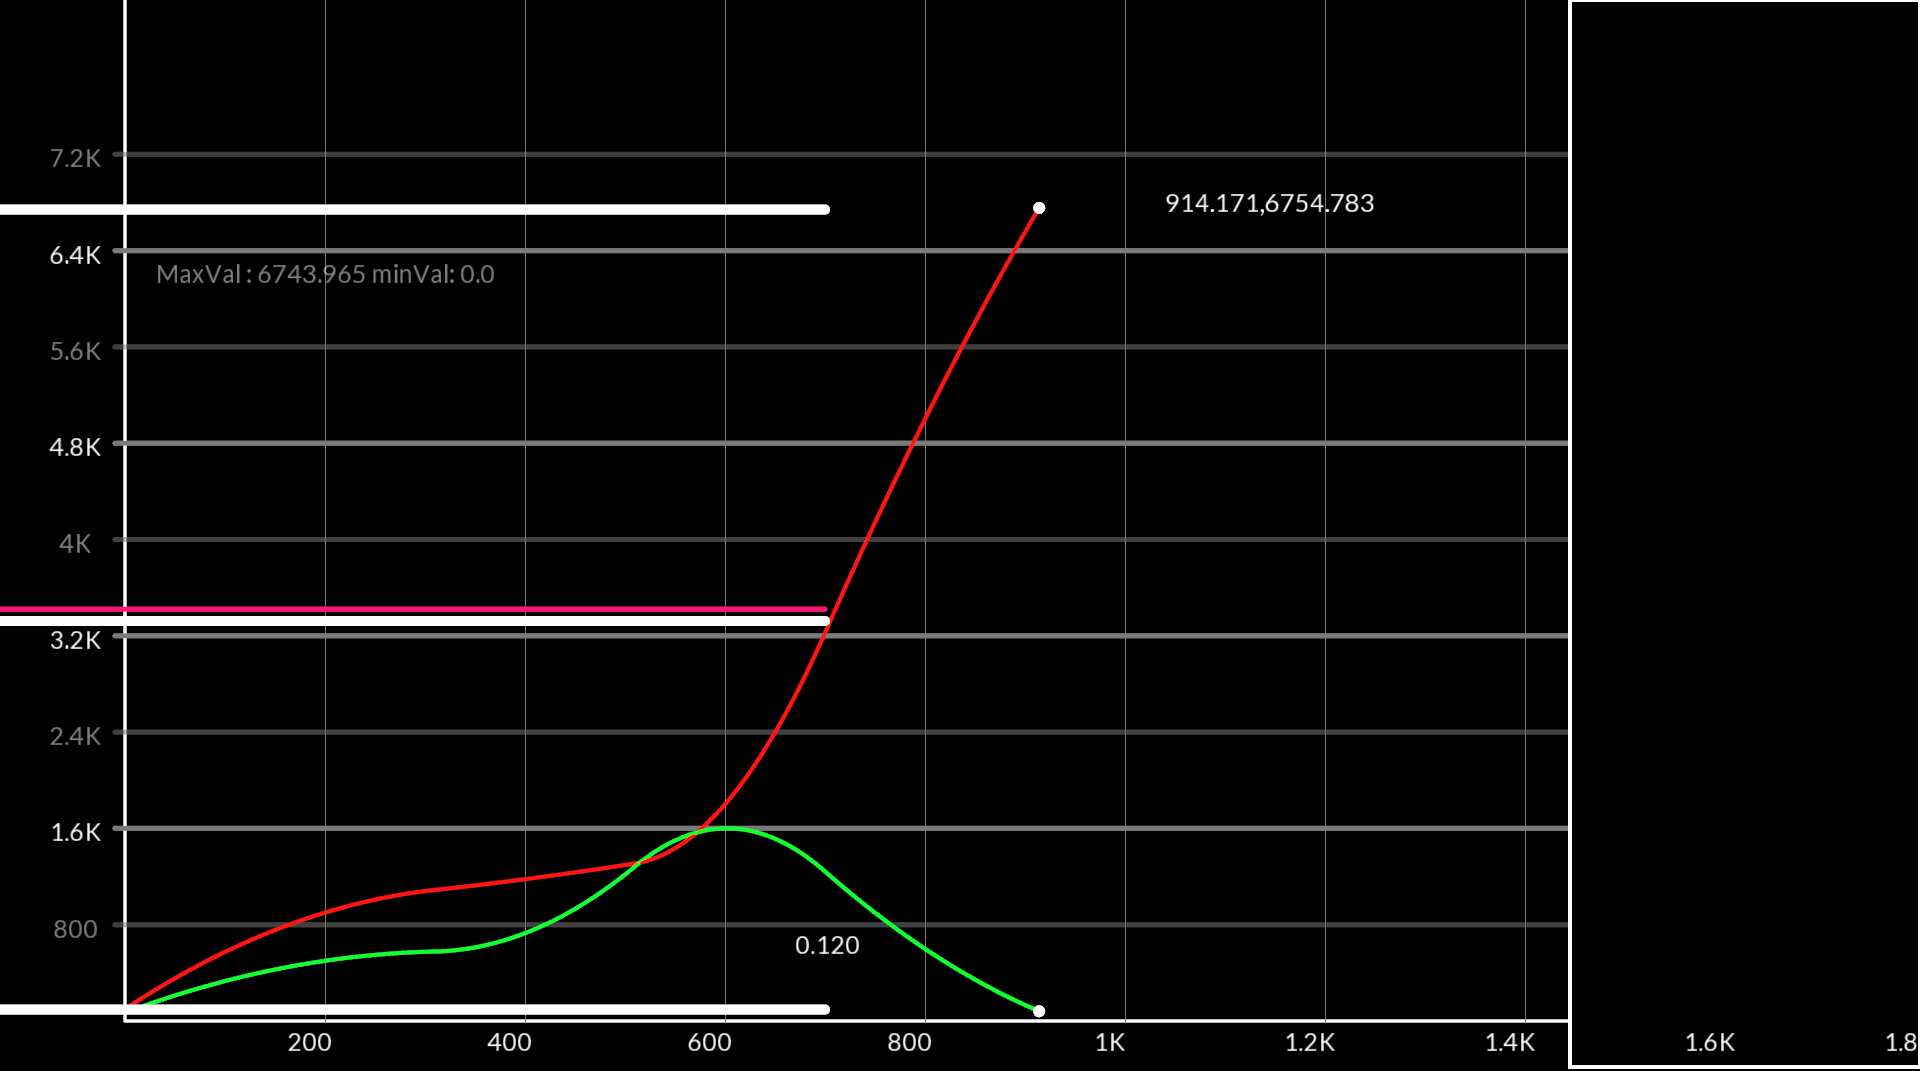 7.2K
914.171,6754.783
6.4K
MaxVal : 6743.965 minVal: 0.0
5.6K
4.8K
4K
3.2K
2.4K
1.6K
800
0.120
200 400 600 800 1K 1.2K 1.4K 1.6K 1.8